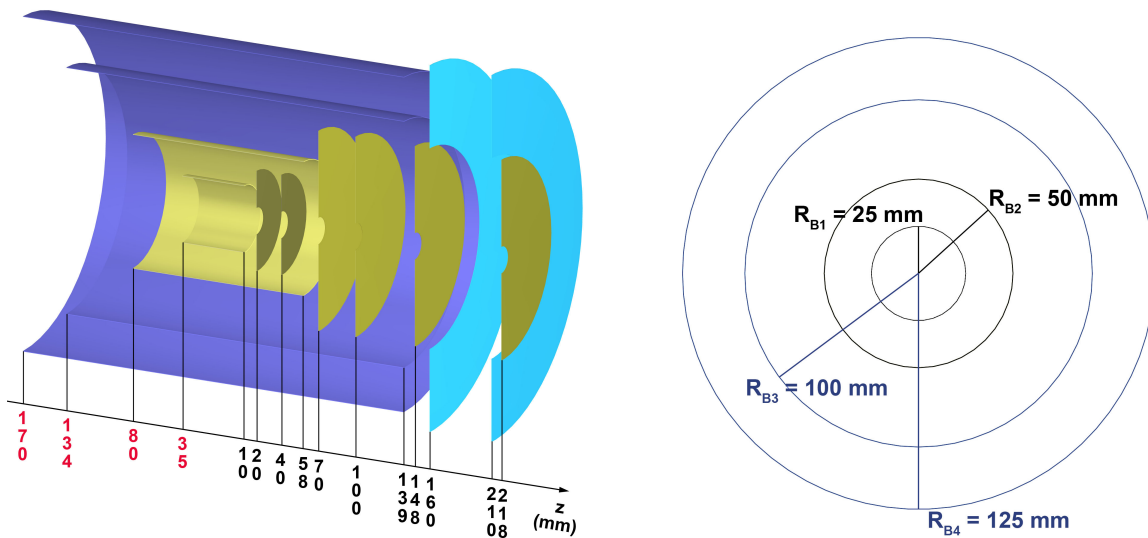 170
134
80
35
10
20
40
58
70
100
139
148
160
210
218
z
(mm)
R_B1 = 25 mm
R_B2 = 50 mm
R_B3 = 100 mm
R_B4 = 125 mm